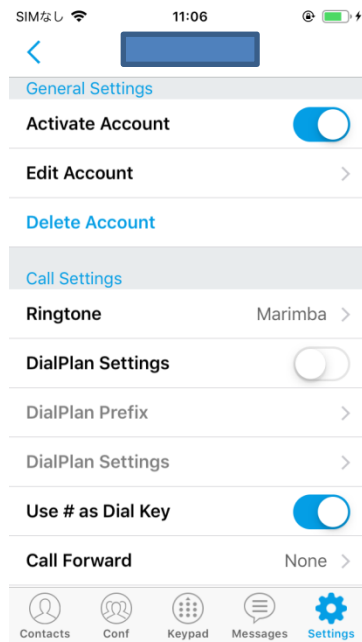 SIMなし 11:06
General Settings
Activate Account
Edit Account
Delete Account
Call Settings
Ringtone Marimba
DialPlan Settings
DialPlan Prefix
DialPlan Settings
Use # as Dial Key
Call Forward None
Contacts Conf Keypad Messages Settings